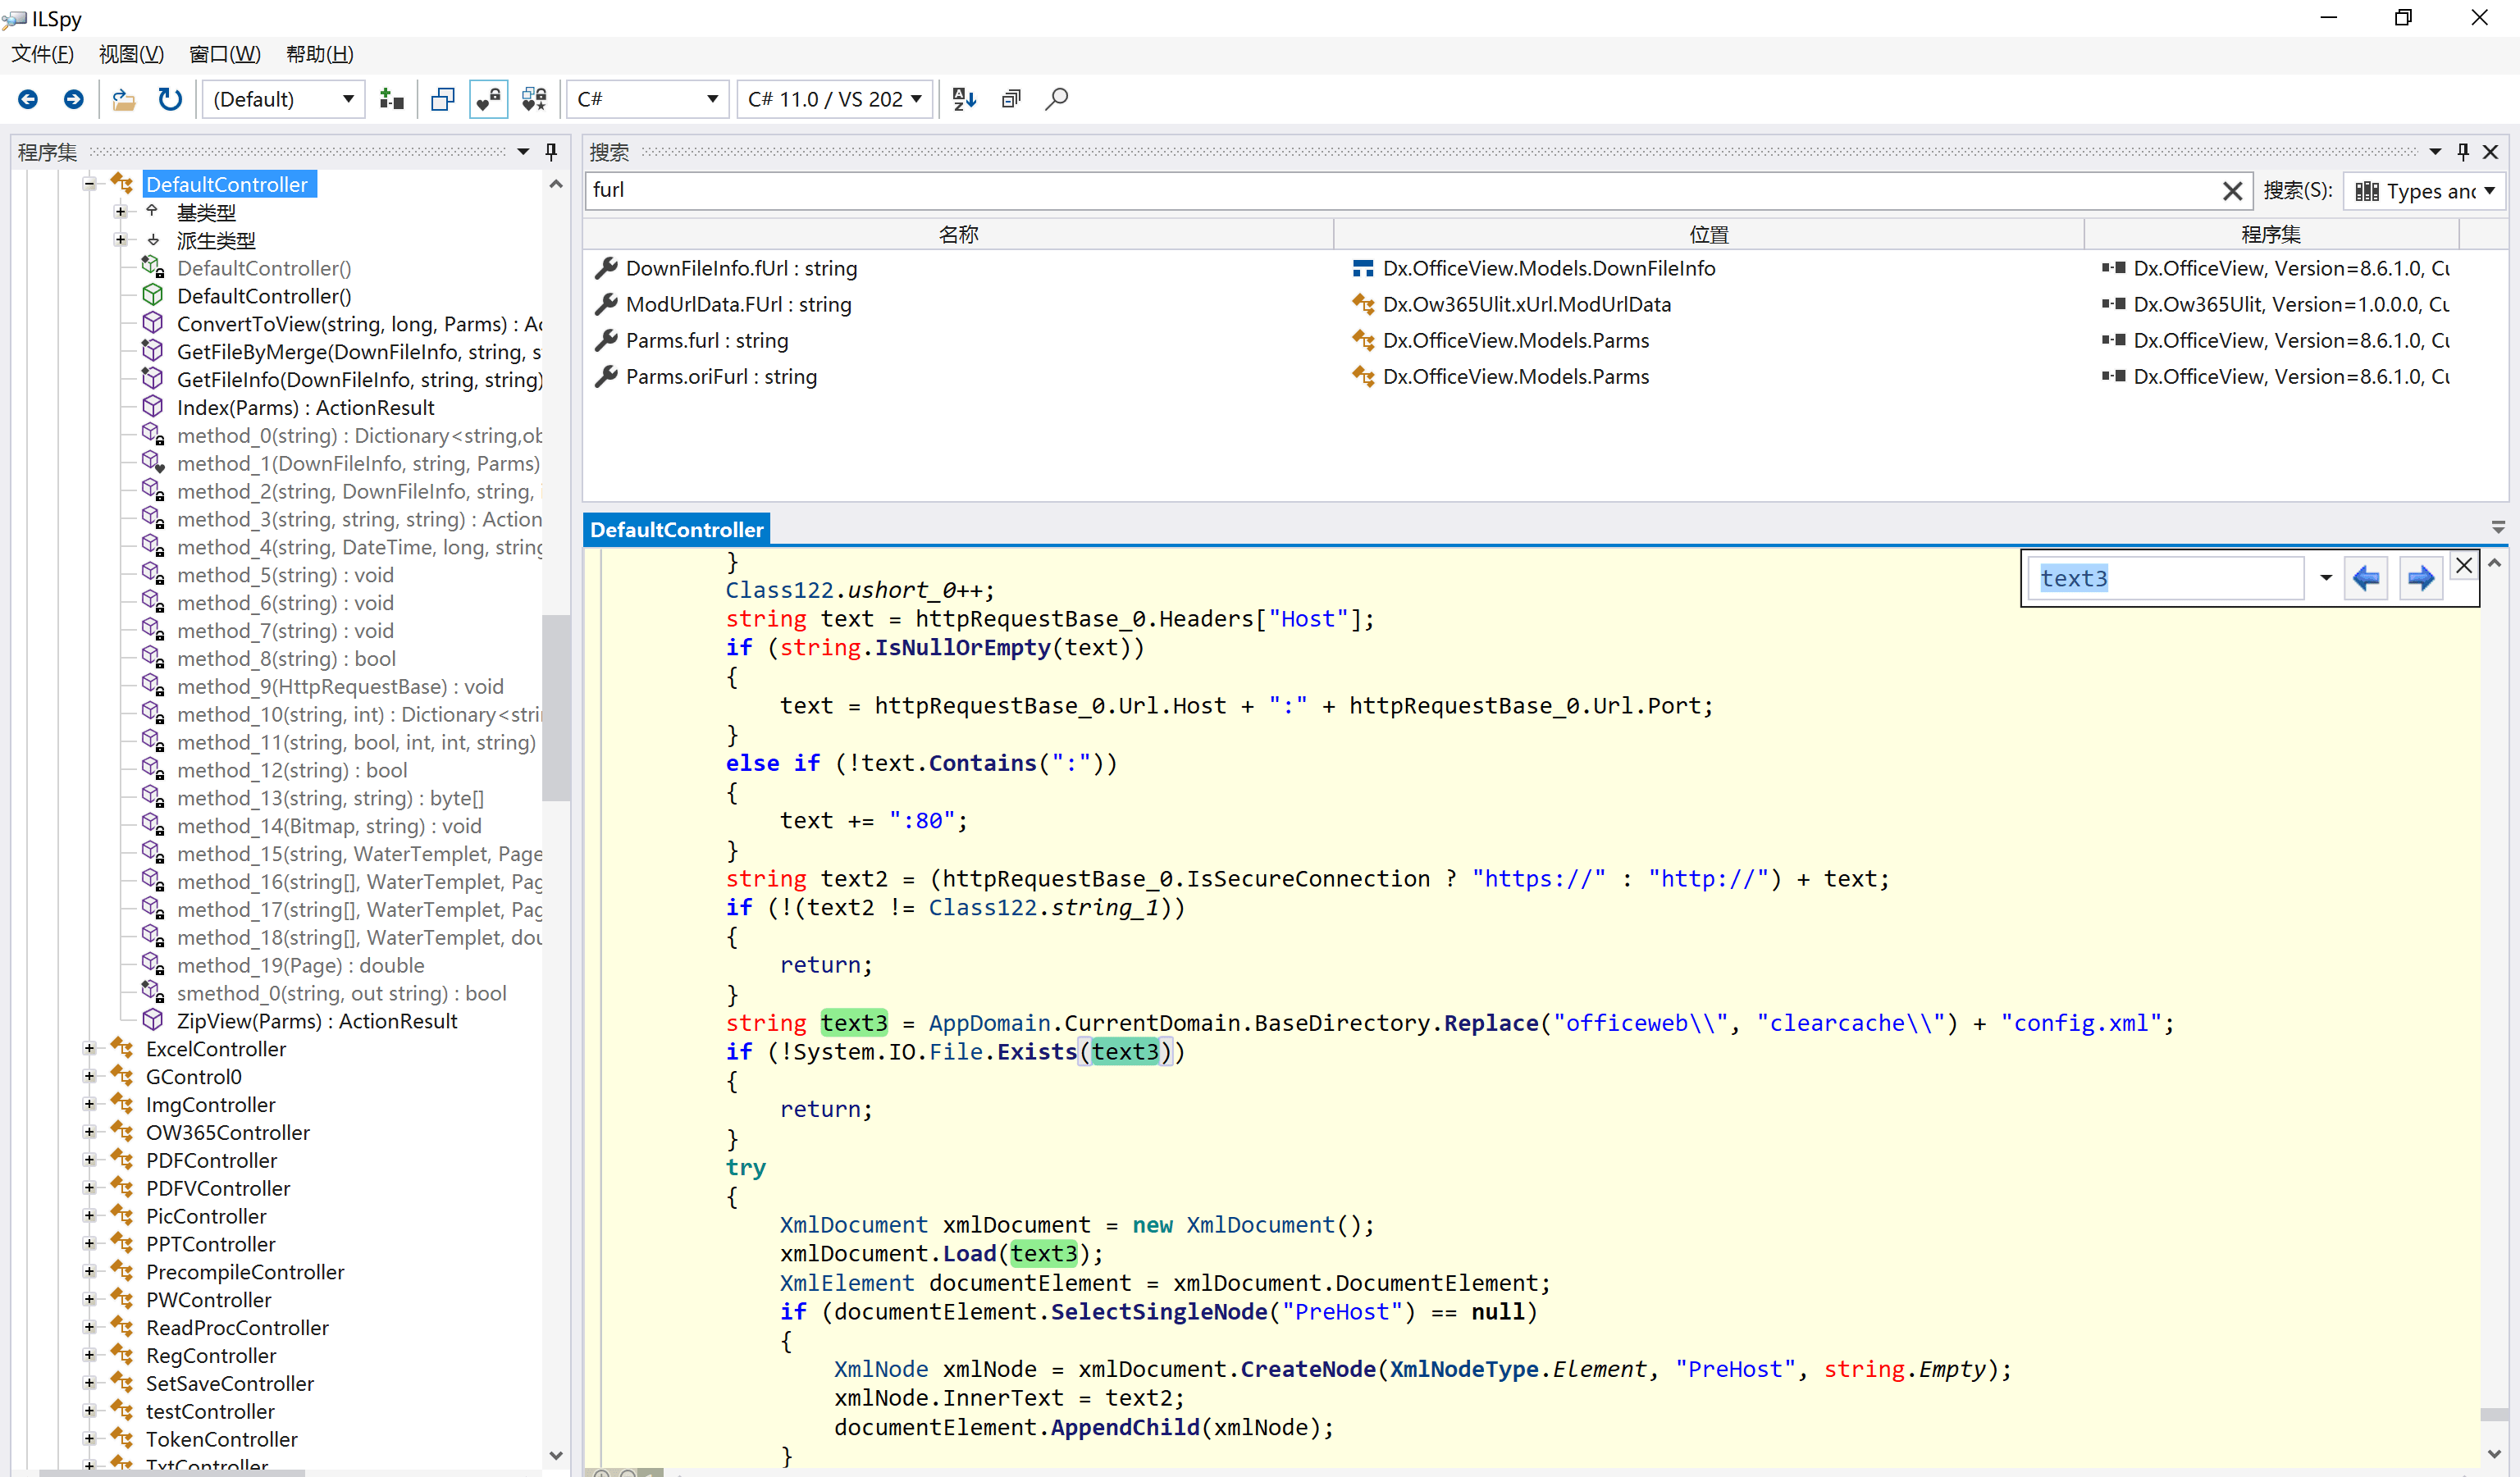 ILSpy
文件(F) 视图(V) 窗口(W) 帮助(H)
(Default) C# C# 11.0 / VS 202
程序集
DefaultController
基类型
派生类型
DefaultController()
DefaultController()
ConvertToView(string, long, Parms) : Ac
GetFileByMerge(DownFileInfo, string, s
GetFileInfo(DownFileInfo, string, string)
Index(Parms) : ActionResult
method_0(string) : Dictionary<string,ob
method_1(DownFileInfo, string, Parms)
method_2(string, DownFileInfo, string,
method_3(string, string, string) : Action
method_4(string, DateTime, long, string
method_5(string) : void
method_6(string) : void
method_7(string) : void
method_8(string) : bool
method_9(HttpRequestBase) : void
method_10(string, int) : Dictionary<stri
method_11(string, bool, int, int, string)
method_12(string) : bool
method_13(string, string) : byte[]
method_14(Bitmap, string) : void
method_15(string, WaterTemplet, Page
method_16(string[], WaterTemplet, Pag
method_17(string[], WaterTemplet, Pag
method_18(string[], WaterTemplet, dou
method_19(Page) : double
smethod_0(string, out string) : bool
ZipView(Parms) : ActionResult
ExcelController
GControl0
ImgController
OW365Controller
PDFController
PDFVController
PicController
PPTController
PrecompileController
PWController
ReadProcController
RegController
SetSaveController
testController
TokenController
TxtController
搜索
furl 搜索(S): Types and
名称 位置 程序集
DownFileInfo.fUrl : string Dx.OfficeView.Models.DownFileInfo Dx.OfficeView, Version=8.6.1.0, Cu
ModUrlData.FUrl : string Dx.Ow365Ulit.xUrl.ModUrlData Dx.Ow365Ulit, Version=1.0.0.0, Cu
Parms.furl : string Dx.OfficeView.Models.Parms Dx.OfficeView, Version=8.6.1.0, Cu
Parms.oriFurl : string Dx.OfficeView.Models.Parms Dx.OfficeView, Version=8.6.1.0, Cu
DefaultController
text3
}
Class122.ushort_0++;
string text = httpRequestBase_0.Headers["Host"];
if (string.IsNullOrEmpty(text))
{
text = httpRequestBase_0.Url.Host + ":" + httpRequestBase_0.Url.Port;
}
else if (!text.Contains(":"))
{
text += ":80";
}
string text2 = (httpRequestBase_0.IsSecureConnection ? "https://" : "http://") + text;
if (!(text2 != Class122.string_1))
{
return;
}
string text3 = AppDomain.CurrentDomain.BaseDirectory.Replace("officeweb\\", "clearcache\\") + "config.xml";
if (!System.IO.File.Exists(text3))
{
return;
}
try
{
XmlDocument xmlDocument = new XmlDocument();
xmlDocument.Load(text3);
XmlElement documentElement = xmlDocument.DocumentElement;
if (documentElement.SelectSingleNode("PreHost") == null)
{
XmlNode xmlNode = xmlDocument.CreateNode(XmlNodeType.Element, "PreHost", string.Empty);
xmlNode.InnerText = text2;
documentElement.AppendChild(xmlNode);
}